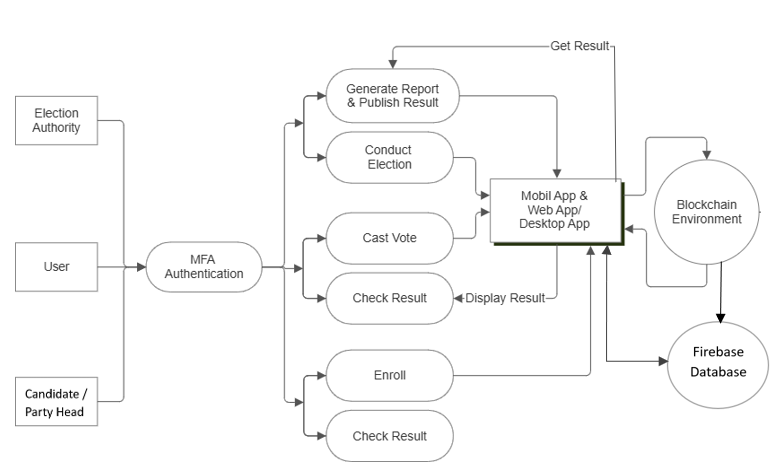 Get Result
Generate Report
& Publish Result
Election
Authority
Conduct
Election
Mobil App &
Web App/
Desktop App
Blockchain
Environment
User
MFA
Authentication
Cast Vote
Check Result
Display Result
Firebase
Database
Candidate /
Party Head
Enroll
Check Result